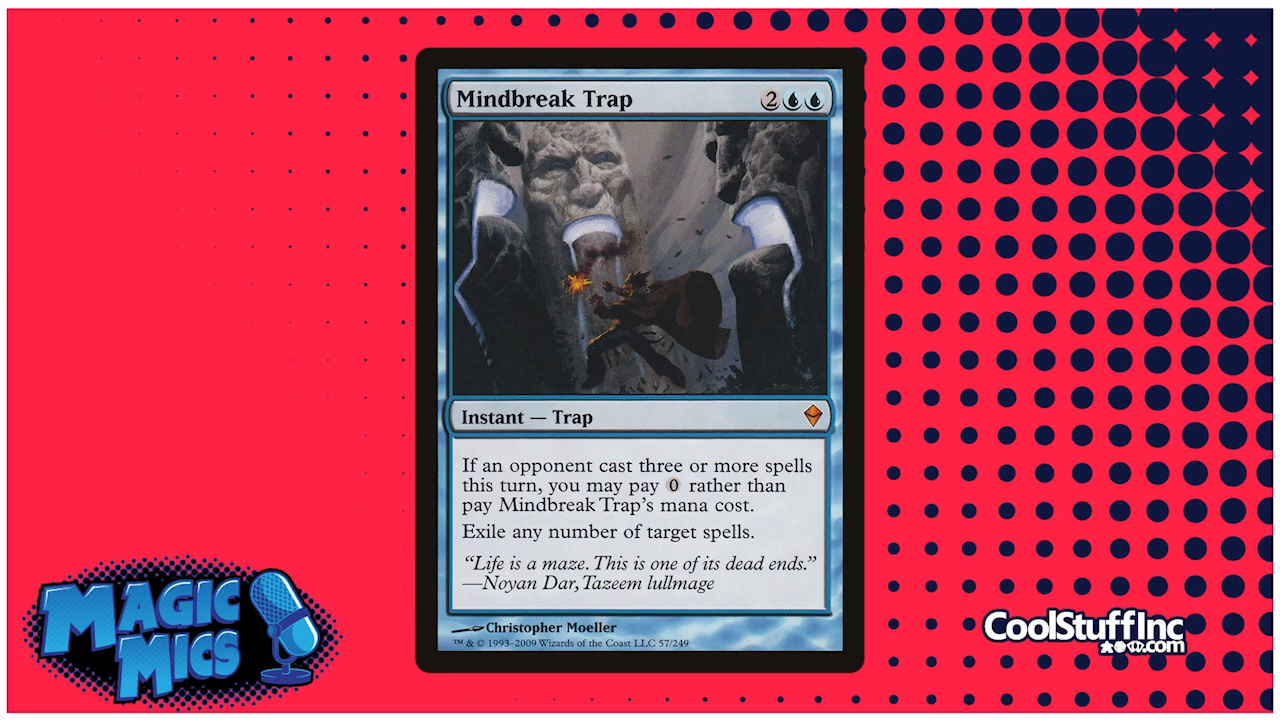 Mindbreak Trap 2
Instant — Trap
If an opponent cast three or more spells
this turn, you may pay 0 rather than
pay Mindbreak Trap's mana cost.
Exile any number of target spells.
“Life is a maze. This is one of its dead ends.”
—Noyan Dar, Tazeem lullmage
Christopher Moeller
™ & © 1993–2009 Wizards of the Coast LLC 57/249
MAGIC
MICS
CoolStuffInc
.com